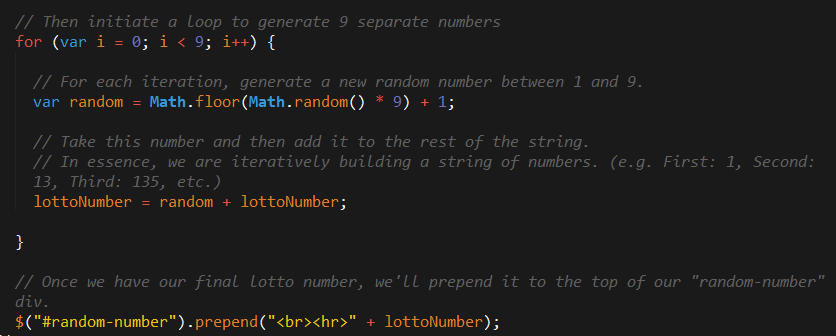 // Then initiate a loop to generate 9 separate numbers
for (var i = 0; i < 9; i++) {
// For each iteration, generate a new random number between 1 and 9.
var random = Math.floor(Math.random() * 9) + 1;
// Take this number and then add it to the rest of the string.
// In essence, we are iteratively building a string of numbers. (e.g. First: 1, Second:
13, Third: 135, etc.)
lottoNumber = random + lottoNumber;
}
// Once we have our final lotto number, we'll prepend it to the top of our "random-number"
div.
$("#random-number").prepend("<br><hr>" + lottoNumber);